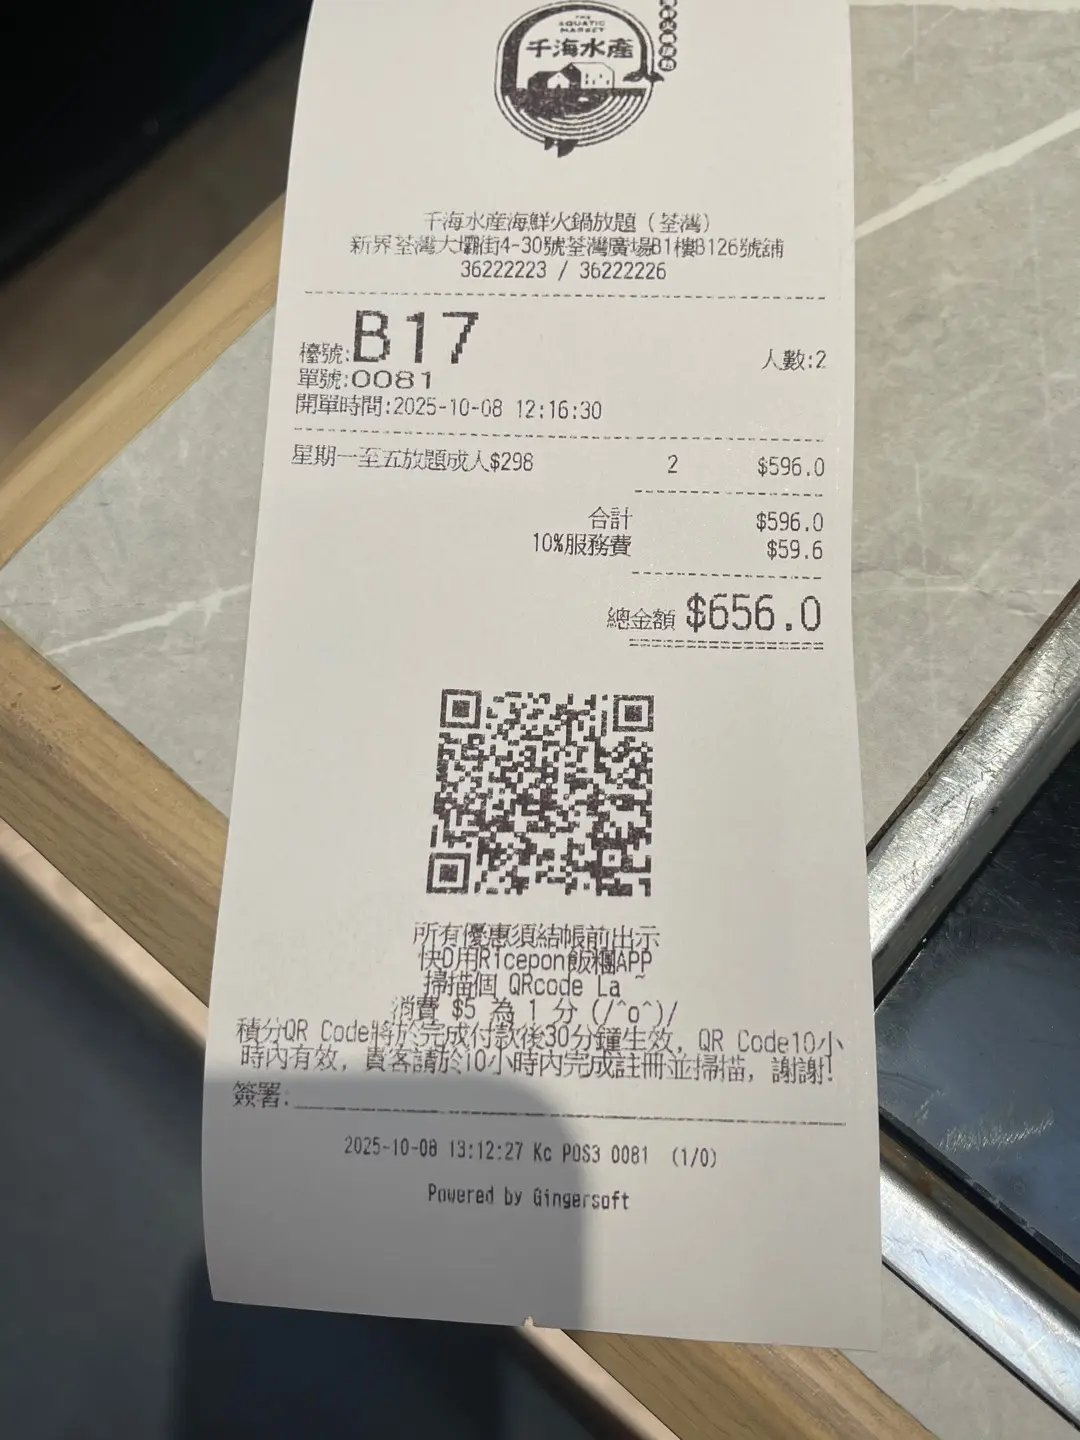 THE
AQUATIC
MARKET
千海水產
千海水產海鮮火鍋放題（荃灣）
新界荃灣大壩街4-30號荃灣廣場B1樓B126號舖
36222223 / 36222226
檯號:B17
人數:2
單號:0081
開單時間:2025-10-08 12:16:30
星期一至五放題成人$298 2 $596.0
合計 $596.0
10%服務費 $59.6
總金額 $656.0
所有優惠須結帳前出示
快D用Ricepon飯糰APP
掃描個 QRcode La ~
消費 $5 為 1 分 (/^o^)/
積分QR Code將於完成付款後30分鐘生效, QR Code10小
時內有效, 貴客請於10小時內完成註冊並掃描, 謝謝!
簽署:
2025-10-08 13:12:27 Kc POS3 0081 (1/0)
Powered by Gingersoft